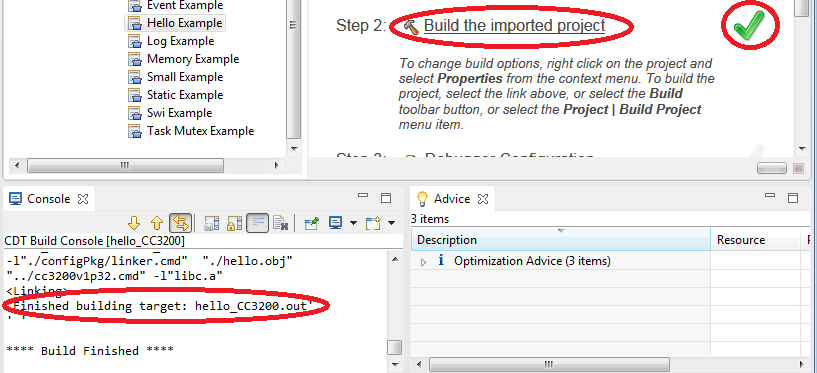 Event Example
Hello Example
Log Example
Memory Example
Small Example
Static Example
Swi Example
Task Mutex Example
Step 2: Build the imported project
To change build options, right click on the project and
select Properties from the context menu. To build the
project, select the link above, or select the Build
toolbar button, or select the Project | Build Project
menu item.
Debugger Configuration
Console
CDT Build Console [hello_CC3200]
-l"./configPkg/linker.cmd" "./hello.obj"
"../cc3200v1p32.cmd" -l"libc.a"
<Linking>
'Finished building target: hello_CC3200.out'
' '
**** Build Finished ****
Advice
3 items
Description Resource
Optimization Advice (3 items)